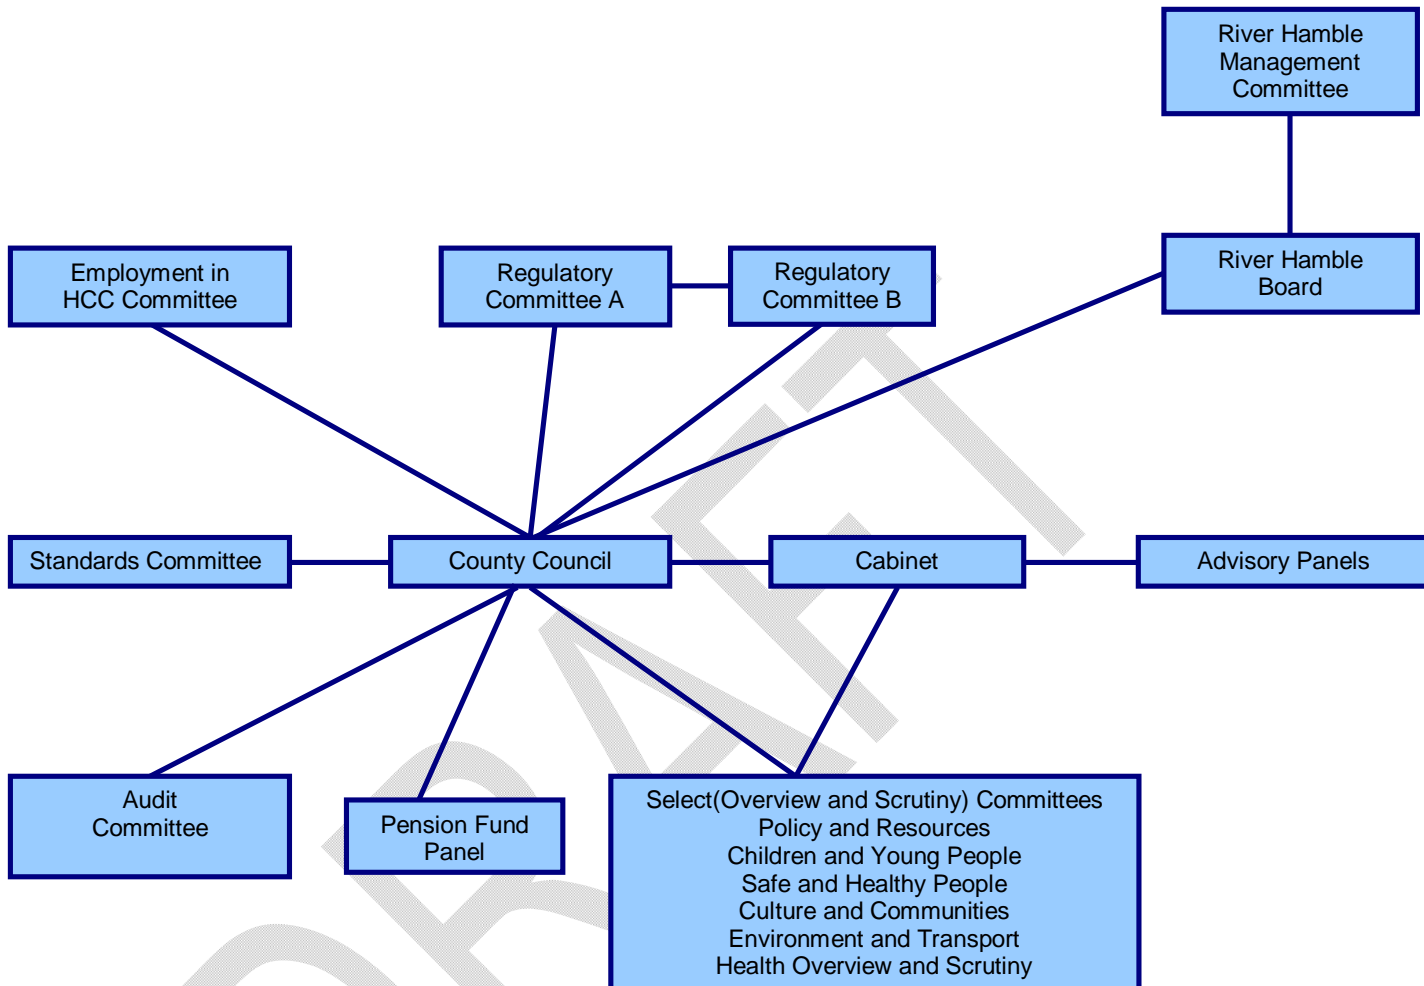 River Hamble
Management
Committee
Employment in
HCC Committee
Regulatory
Committee A
Regulatory
Committee B
River Hamble
Board
Standards Committee
County Council
Cabinet
Advisory Panels
Audit
Committee
Pension Fund
Panel
Select(Overview and Scrutiny) Committees
Policy and Resources
Children and Young People
Safe and Healthy People
Culture and Communities
Environment and Transport
Health Overview and Scrutiny
DRAFT